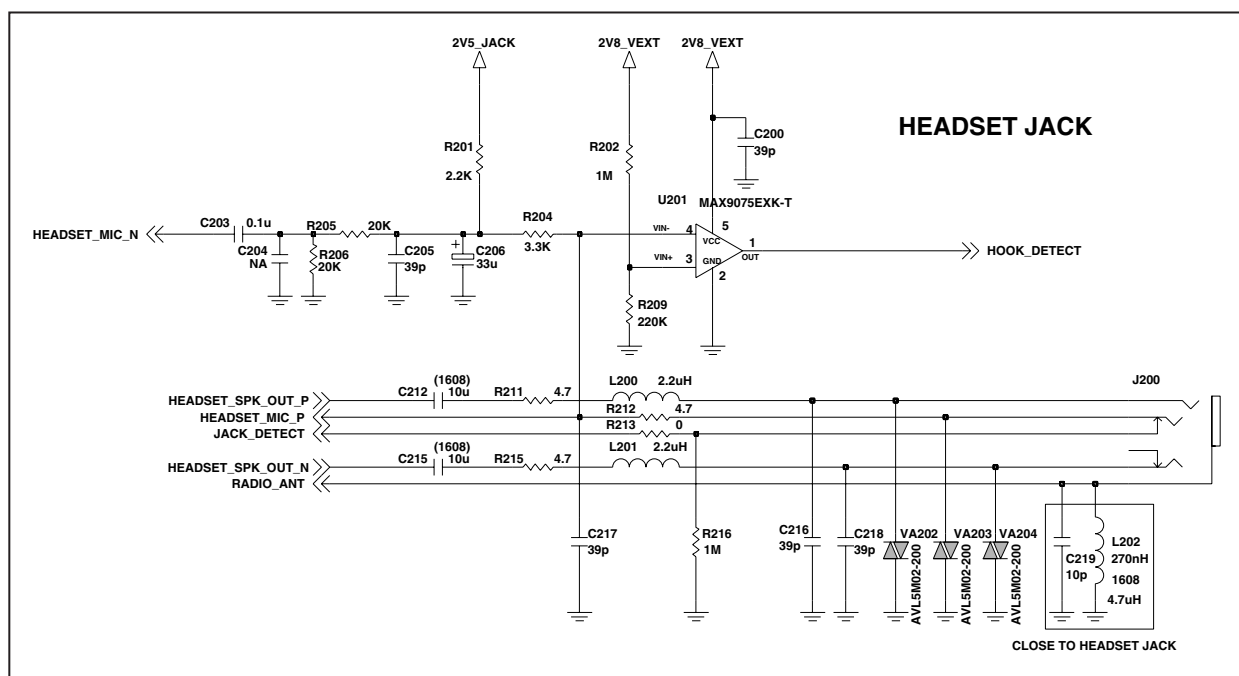 2V5_JACK
2V8_VEXT
2V8_VEXT
HEADSET JACK
C200
39p
R201
2.2K
R202
1M
U201
MAX9075EXK-T
HEADSET_MIC_N
C203
0.1u
R205
20K
R204
3.3K
C204
NA
R206
20K
C205
39p
+
C206
33u
VIN-
4
5
VCC
1
OUT
HOOK_DETECT
VIN+
3
GND
2
R209
220K
HEADSET_SPK_OUT_P
C212
(1608)
10u
R211
4.7
L200
2.2uH
J200
HEADSET_MIC_P
R212
4.7
JACK_DETECT
R213
0
HEADSET_SPK_OUT_N
C215
(1608)
10u
R215
4.7
L201
2.2uH
RADIO_ANT
C217
39p
R216
1M
C216
39p
C218
39p
VA202
AVL5M02-200
VA203
AVL5M02-200
VA204
AVL5M02-200
C219
10p
L202
270nH
1608
4.7uH
CLOSE TO HEADSET JACK